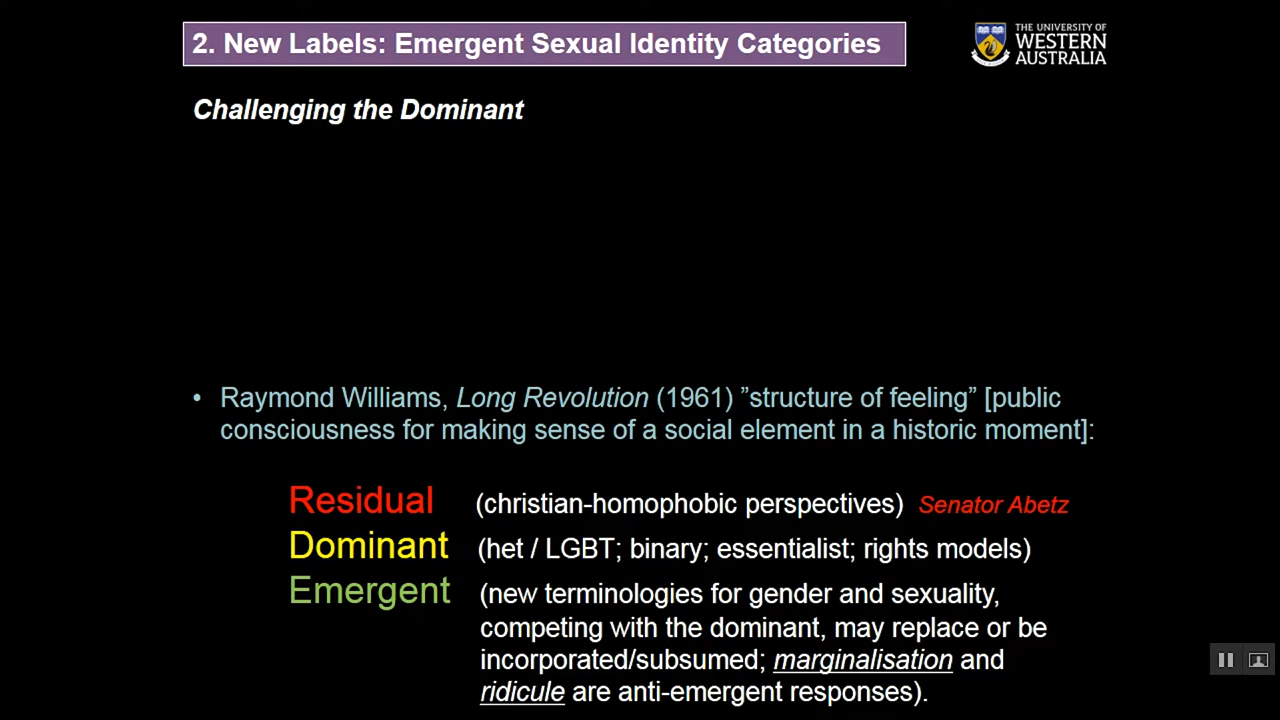 2. New Labels: Emergent Sexual Identity Categories
THE UNIVERSITY OF
WESTERN
AUSTRALIA
Challenging the Dominant
• Raymond Williams, Long Revolution (1961) ”structure of feeling” [public
consciousness for making sense of a social element in a historic moment]:
Residual (christian-homophobic perspectives) Senator Abetz
Dominant (het / LGBT; binary; essentialist; rights models)
Emergent (new terminologies for gender and sexuality,
competing with the dominant, may replace or be
incorporated/subsumed; marginalisation and
ridicule are anti-emergent responses).